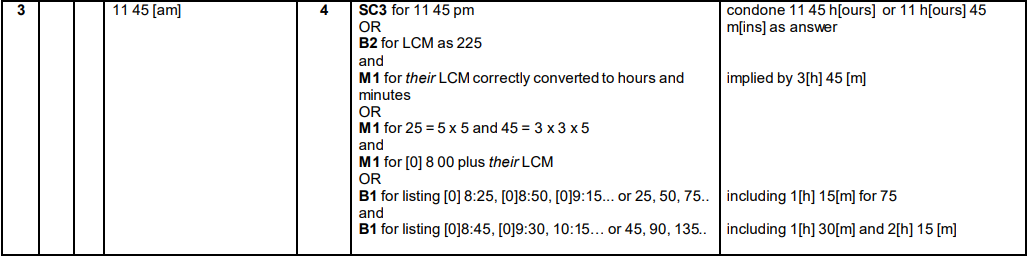 3 11 45 [am] 4 SC3 for 11 45 pm condone 11 45 h[ours] or 11 h[ours] 45
OR m[ins] as answer
B2 for LCM as 225
and
M1 for their LCM correctly converted to hours and implied by 3[h] 45 [m]
minutes
OR
M1 for 25 = 5 x 5 and 45 = 3 x 3 x 5
and
M1 for [0] 8 00 plus their LCM
OR
B1 for listing [0] 8:25, [0]8:50, [0]9:15... or 25, 50, 75.. including 1[h] 15[m] for 75
and
B1 for listing [0]8:45, [0]9:30, 10:15… or 45, 90, 135.. including 1[h] 30[m] and 2[h] 15 [m]